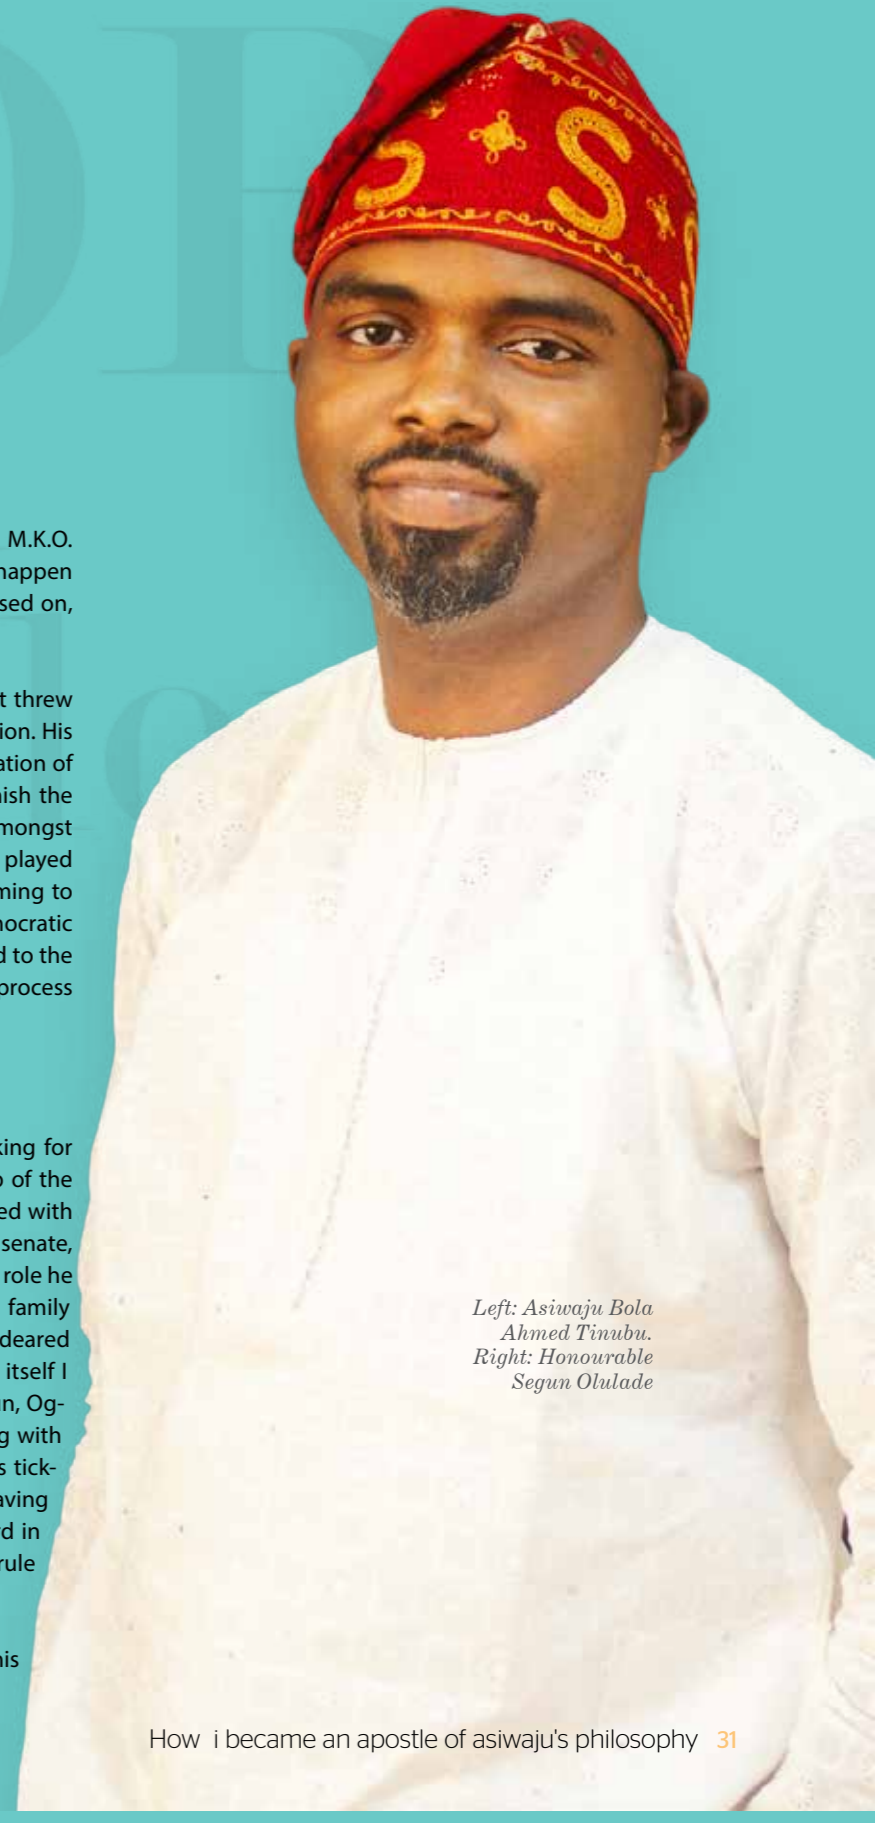 M.K.O.
happen
sed on,
t threw
ion. His
ation of
ish the
mongst
played
ming to
nocratic
d to the
process
king for
o of the
ed with
senate,
role he
family
deared
itself I
n, Og-
g with
s tick-
aving
d in
rule
his
S S
Left: Asiwaju Bola
Ahmed Tinubu.
Right: Honourable
Segun Olulade
How i became an apostle of asiwaju's philosophy 31